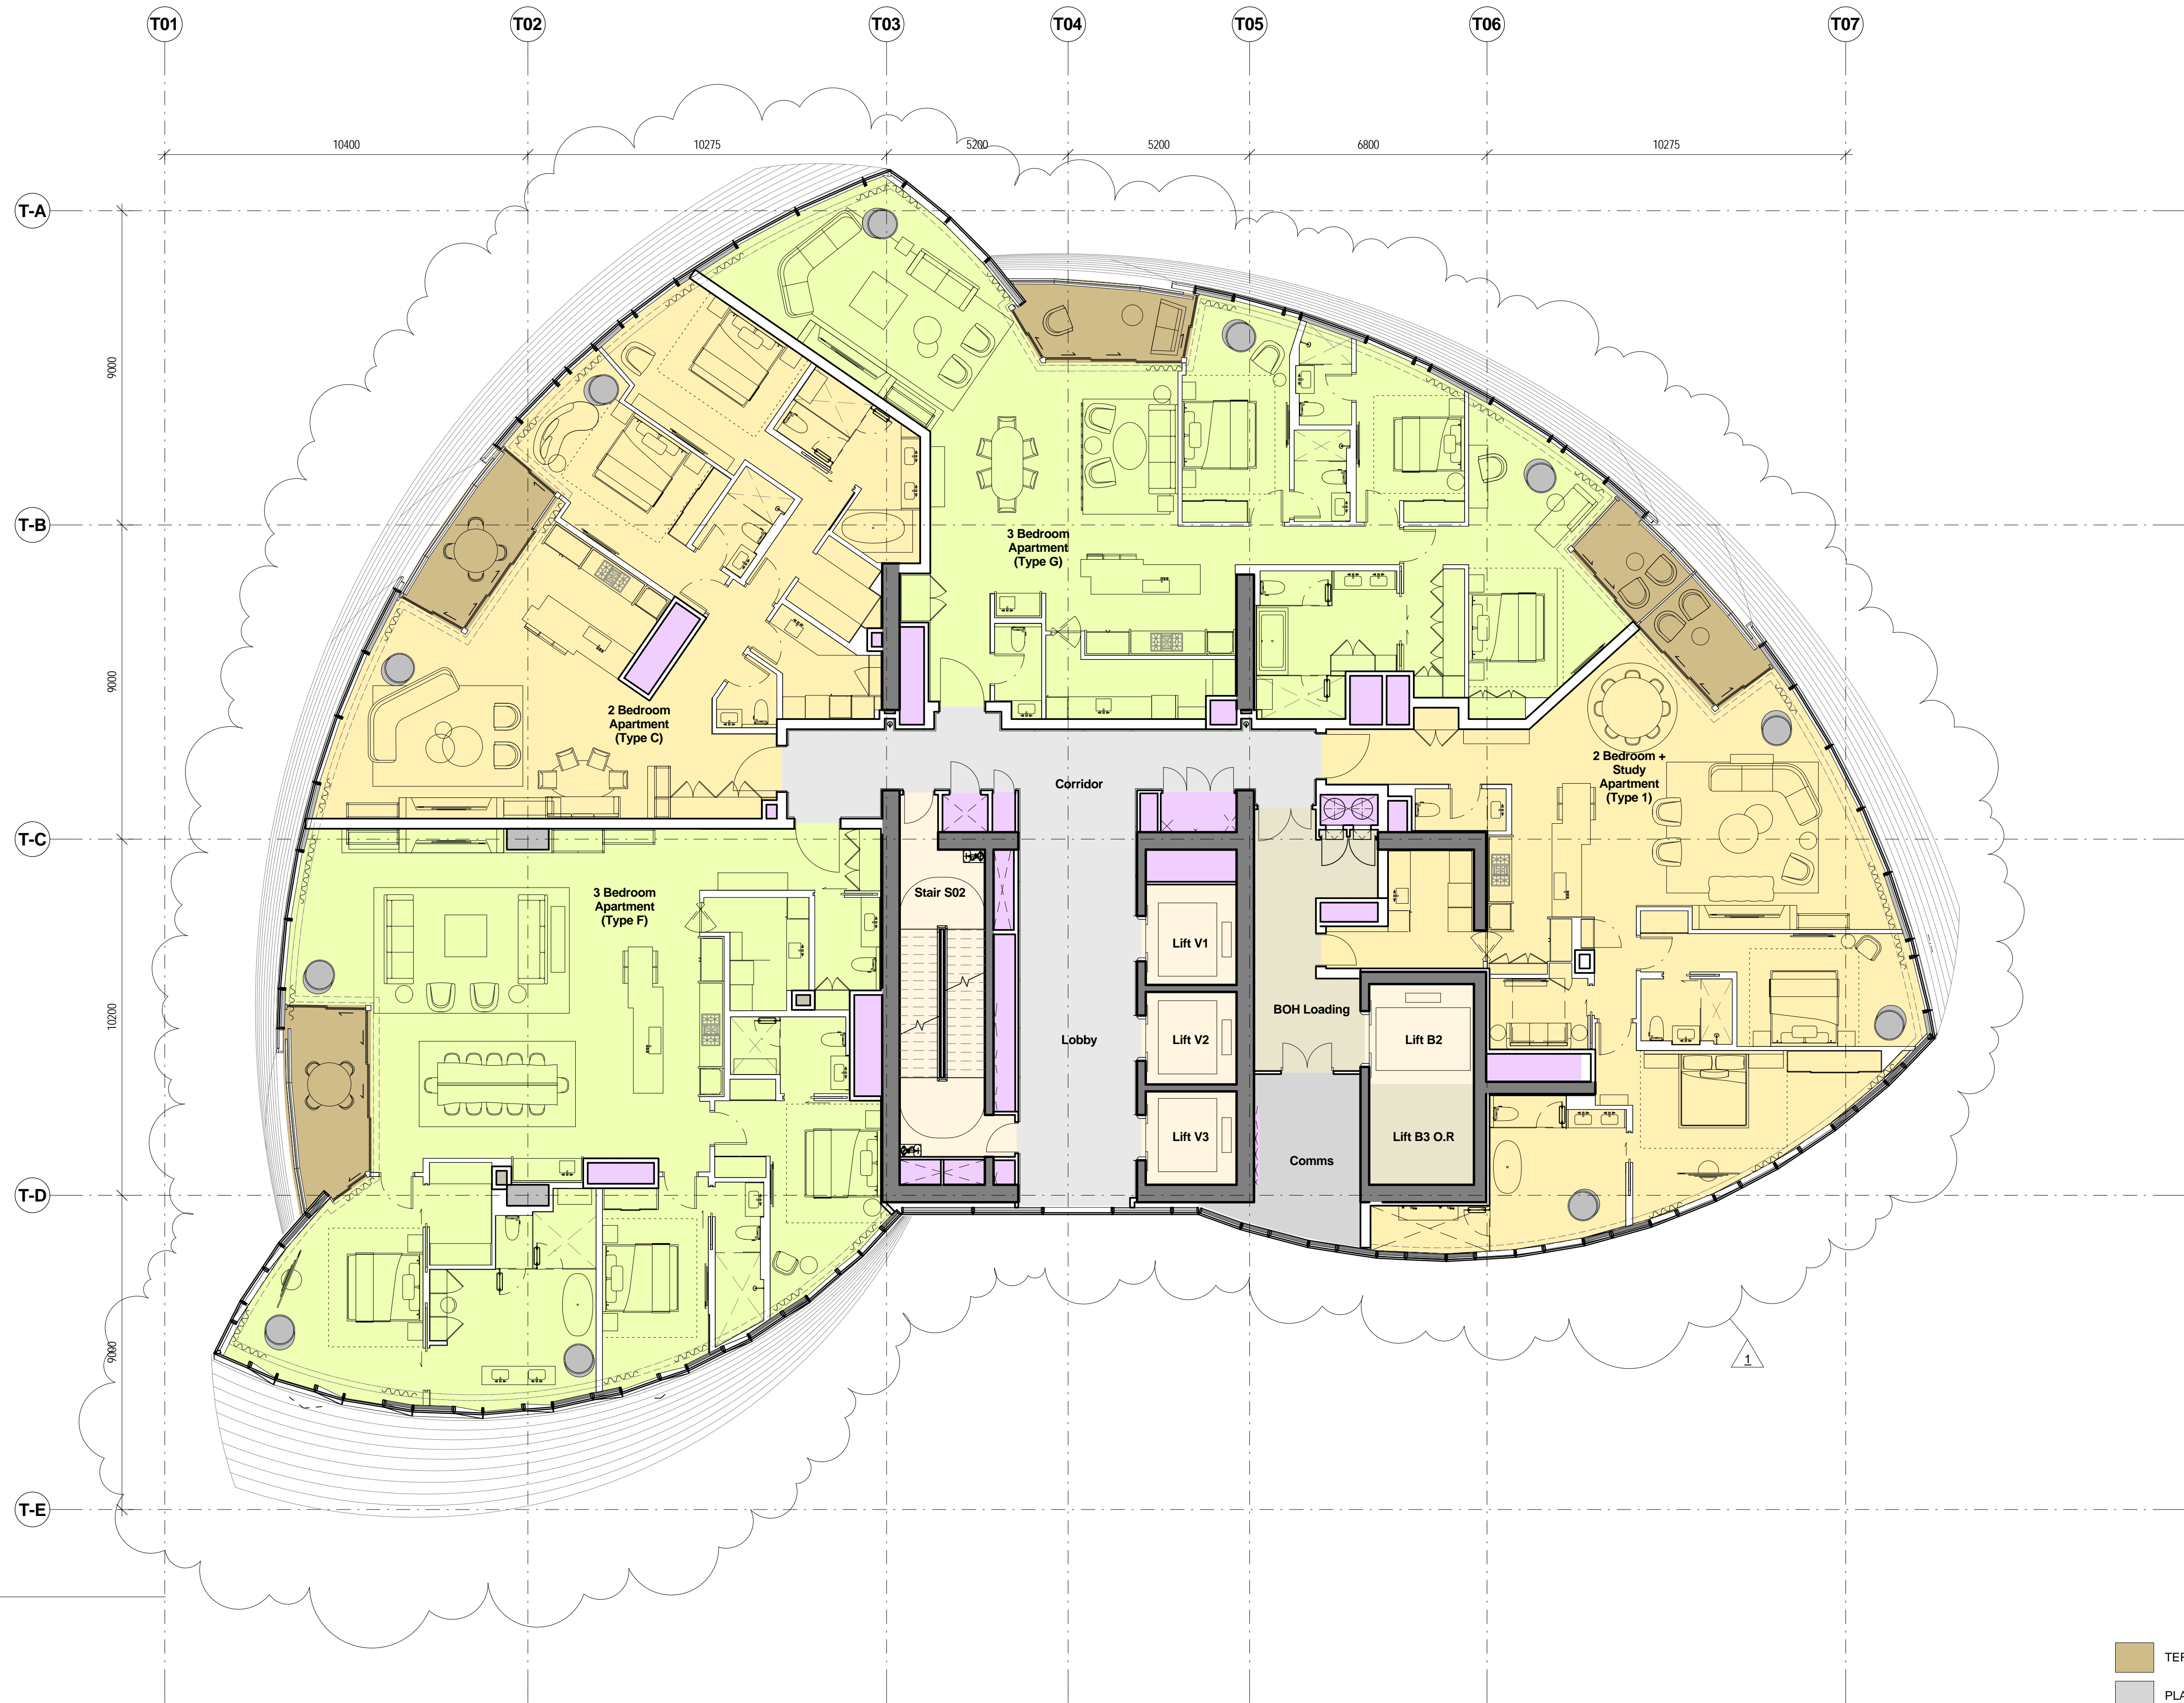 T01 T02 T03 T04 T05 T06 T07
10400 10275 5200 5200 6800 10275
T-A
9000
T-B
9000
T-C
10200
T-D
9090
T-E
3 Bedroom
Apartment
(Type G)
2 Bedroom
Apartment
(Type C)
2 Bedroom +
Study
Apartment
(Type 1)
Corridor
3 Bedroom
Apartment
(Type F)
Stair S02
Lift V1
BOH Loading
Lobby
Lift V2
Lift B2
Lift V3
Lift B3 O.R
Comms
1